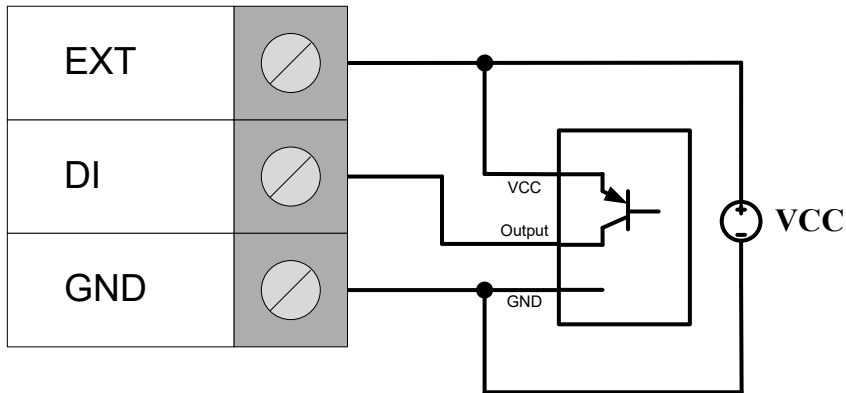 EXT
DI
GND
VCC
Output
GND
+
−
VCC